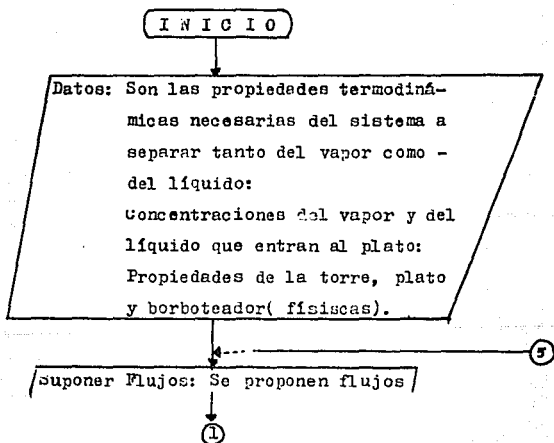 I N I C I O
Datos: Son las propiedades termodiná-
micas necesarias del sistema a
separar tanto del vapor como -
del líquido:
Concentraciones del vapor y del
líquido que entran al plato:
Propiedades de la torre, plato
y borboteador( físiscas).
5
Suponer Flujos: Se proponen flujos
1